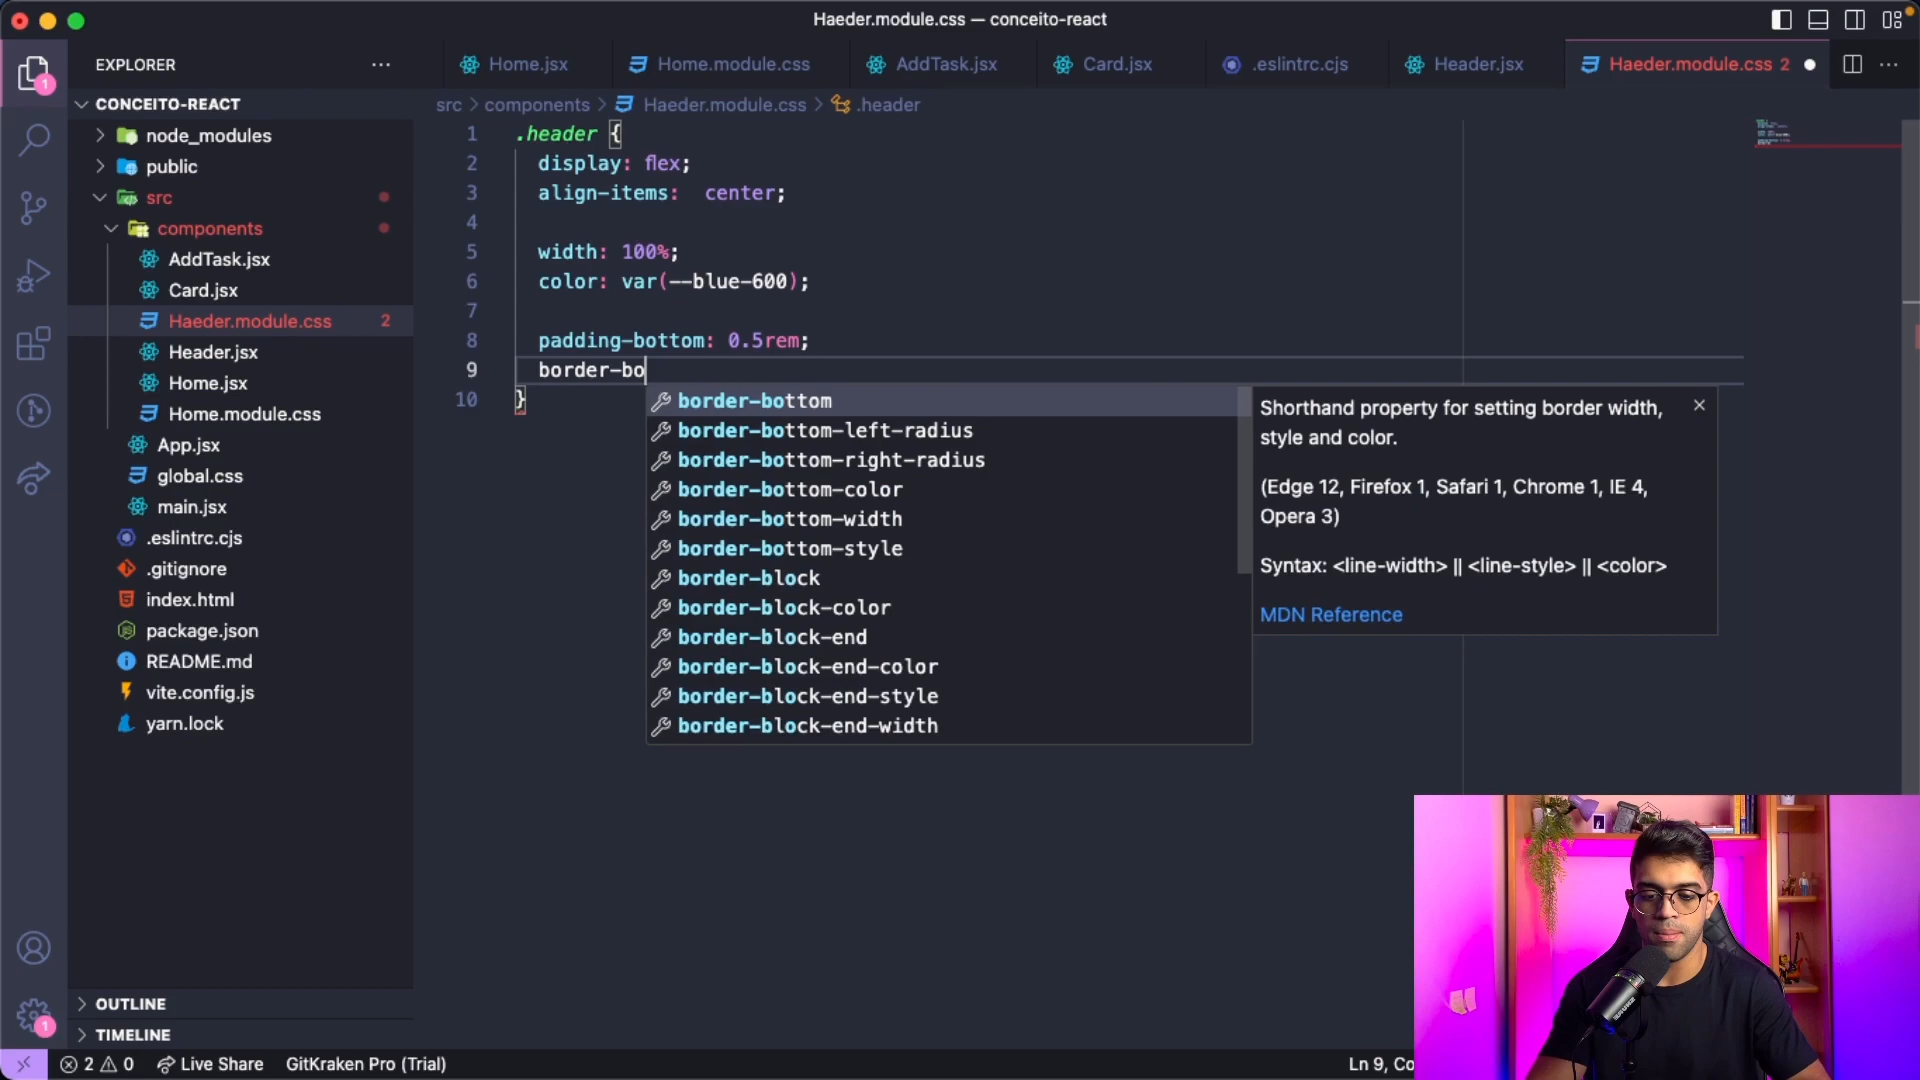 Haeder.module.css — conceito-react
EXPLORER
Home.jsx
Home.module.css
AddTask.jsx
Card.jsx
.eslintrc.cjs
Header.jsx
Haeder.module.css 2
src > components > Haeder.module.css > .header
CONCEITO-REACT
node_modules
public
src
components
AddTask.jsx
Card.jsx
Haeder.module.css 2
Header.jsx
Home.jsx
Home.module.css
App.jsx
global.css
main.jsx
.eslintrc.cjs
.gitignore
index.html
package.json
README.md
vite.config.js
yarn.lock
OUTLINE
TIMELINE
1
1
1 .header {
2 display: flex;
3 align-items:  center;
4
5 width: 100%;
6 color: var(--blue-600);
7
8 padding-bottom: 0.5rem;
9 border-bo
10 }
border-bottom
border-bottom-left-radius
border-bottom-right-radius
border-bottom-color
border-bottom-width
border-bottom-style
border-block
border-block-color
border-block-end
border-block-end-color
border-block-end-style
border-block-end-width
Shorthand property for setting border width,
style and color.
(Edge 12, Firefox 1, Safari 1, Chrome 1, IE 4,
Opera 3)
Syntax: <line-width> || <line-style> || <color>
MDN Reference
2 0 Live Share GitKraken Pro (Trial)
Ln 9, Co